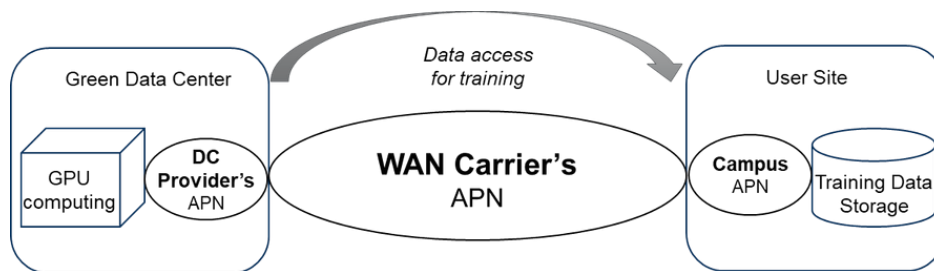 Data access
for training
Green Data Center
User Site
GPU
computing
DC
Provider's
APN
WAN Carrier's
APN
Campus
APN
Training Data
Storage